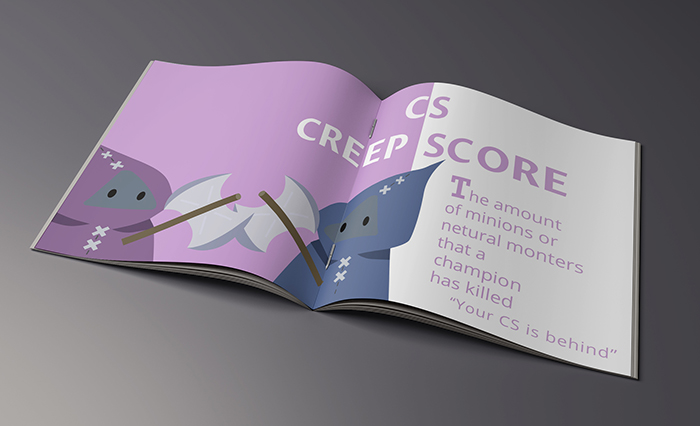 CS
CREEP SCORE
The amount
of minions or
netural monters
that a
champion
has killed
“Your CS is behind”